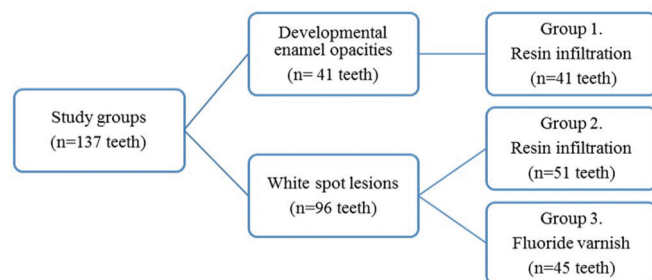 Study groups
(n=137 teeth)
Developmental
enamel opacities
(n= 41 teeth)
White spot lesions
(n=96 teeth)
Group 1.
Resin infiltration
(n=41 teeth)
Group 2.
Resin infiltration
(n=51 teeth)
Group 3.
Fluoride varnish
(n=45 teeth)